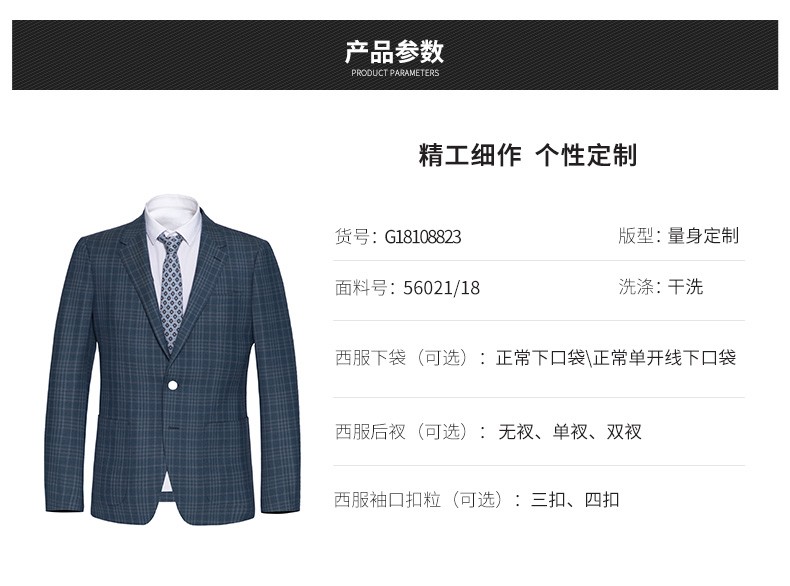 产品参数
PRODUCT PARAMETERS
精工细作 个性定制
货号：G18108823 版型：量身定制
面料号：56021/18 洗涤：干洗
西服下袋（可选）：正常下口袋\正常单开线下口袋
西服后衩（可选）：无衩、单衩、双衩
西服袖口扣粒（可选）：三扣、四扣